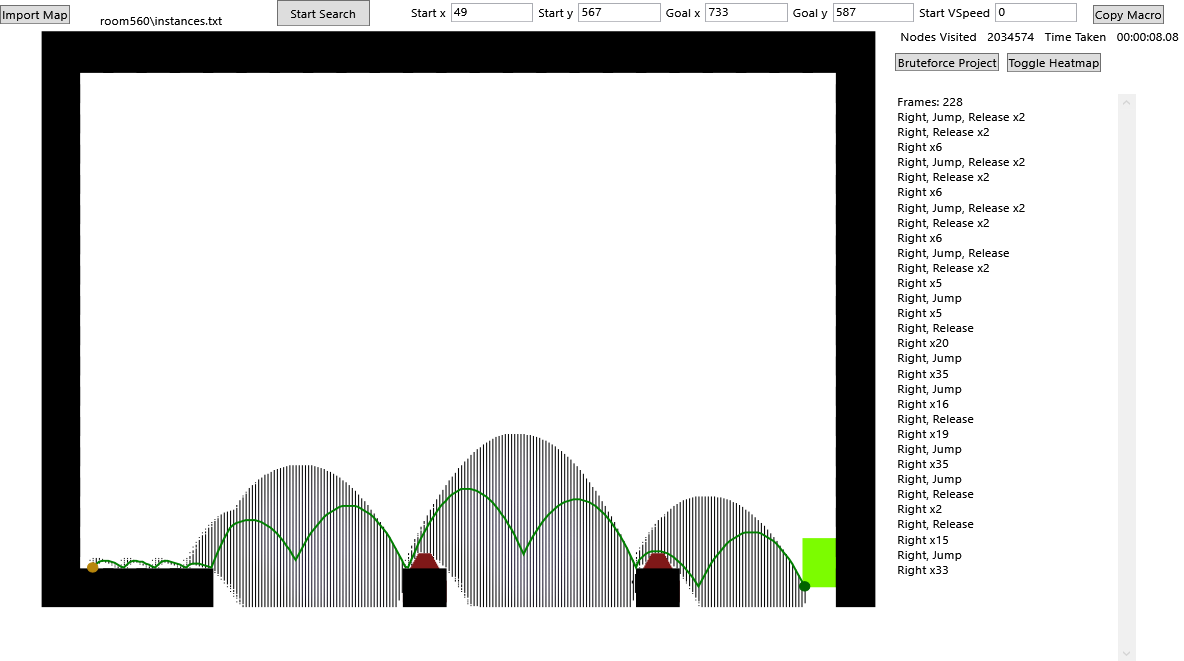 Import Map room560\instances.txt Start Search Start x 49 Start y 567 Goal x 733 Goal y 587 Start VSpeed 0 Copy Macro
Nodes Visited 2034574 Time Taken 00:00:08.08
Bruteforce Project Toggle Heatmap
Frames: 228
Right, Jump, Release x2
Right, Release x2
Right x6
Right, Jump, Release x2
Right, Release x2
Right x6
Right, Jump, Release x2
Right, Release x2
Right x6
Right, Jump, Release
Right, Release x2
Right x5
Right, Jump
Right x5
Right, Release
Right x20
Right, Jump
Right x35
Right, Jump
Right x16
Right, Release
Right x19
Right, Jump
Right x35
Right, Jump
Right, Release
Right x2
Right, Release
Right x15
Right, Jump
Right x33